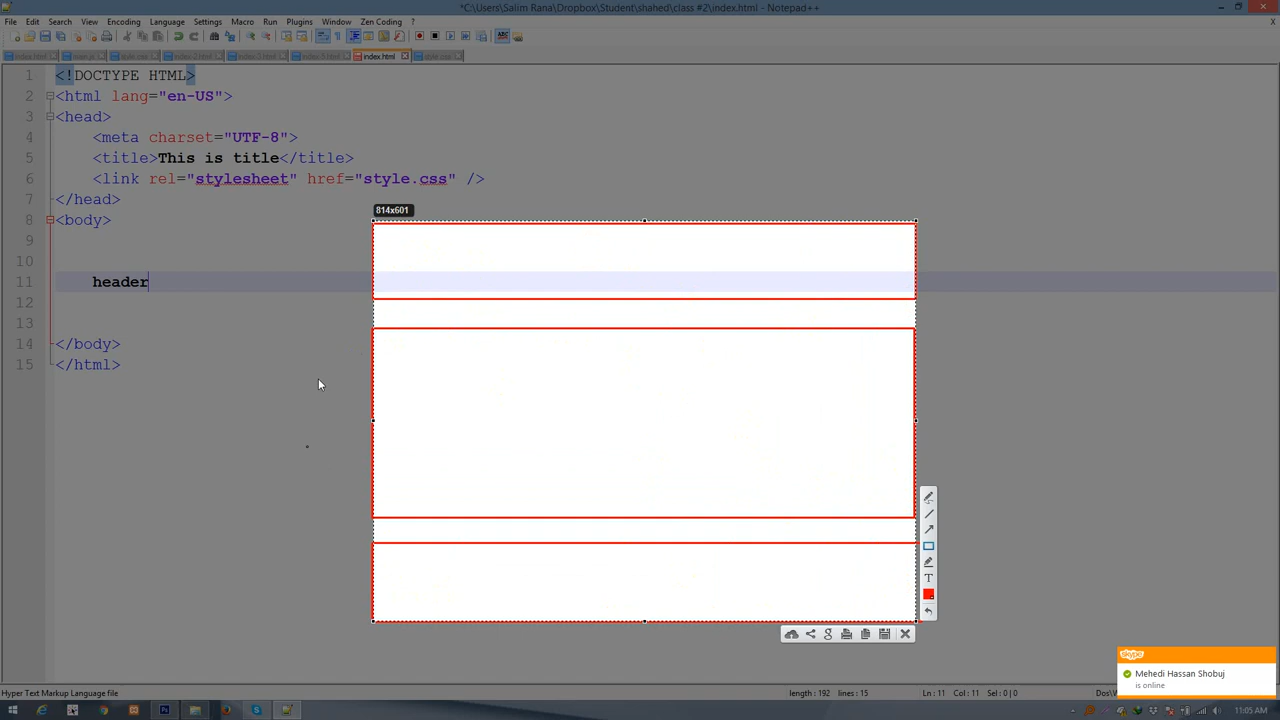 *C:\Users\Salim Rana\Dropbox\Student\shahed\class #2\index.html - Notepad++
File Edit Search View Encoding Language Settings Macro Run Plugins Window Zen Coding ?
index.html
1 <!DOCTYPE HTML>
2 <html lang="en-US">
3 <head>
4 <meta charset="UTF-8">
5 <title>This is title</title>
6 <link rel="stylesheet" href="style.css" />
7 </head>
8 <body>
9
10
11 header
12
13
14 </body>
15 </html>
814x601
T
skype
Mehedi Hassan Shobuj
is online
Hyper Text Markup Language file
length : 192 lines : 15
Ln : 11 Col : 11 Sel : 0 | 0
11:05 AM